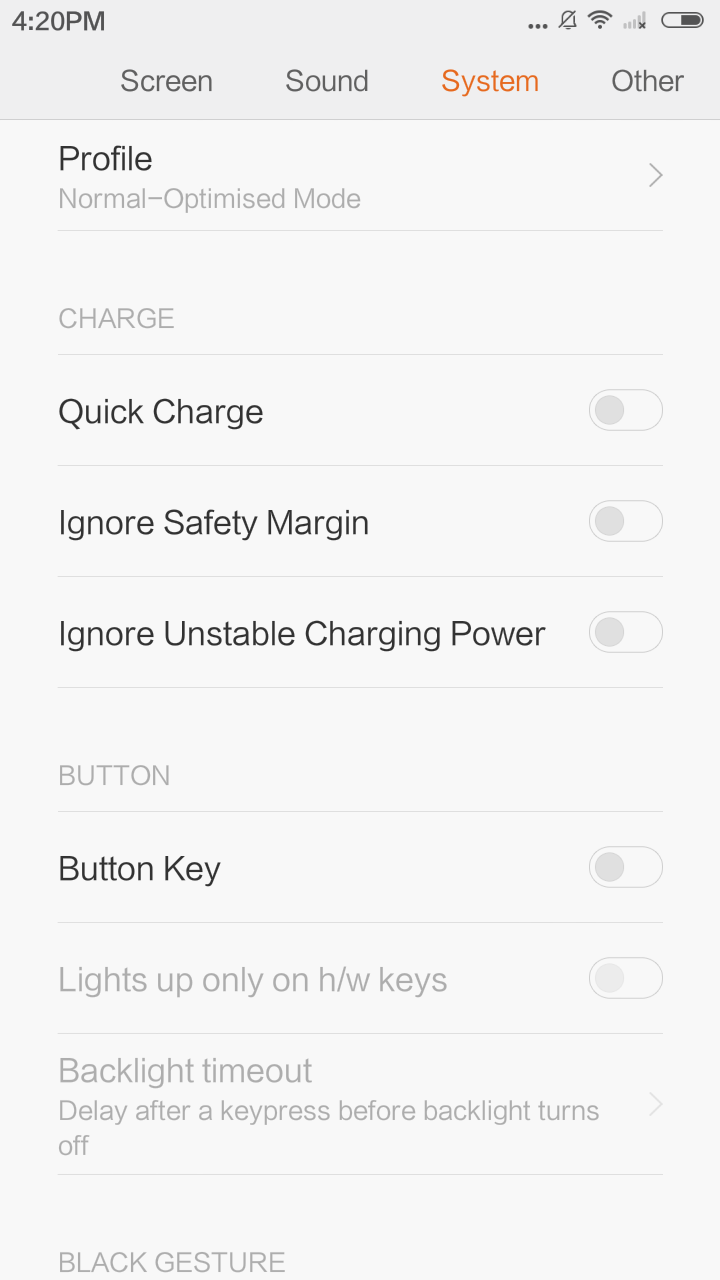 4:20PM
Screen Sound System Other
Profile
Normal-Optimised Mode
CHARGE
Quick Charge
Ignore Safety Margin
Ignore Unstable Charging Power
BUTTON
Button Key
Lights up only on h/w keys
Backlight timeout
Delay after a keypress before backlight turns
off
BLACK GESTURE